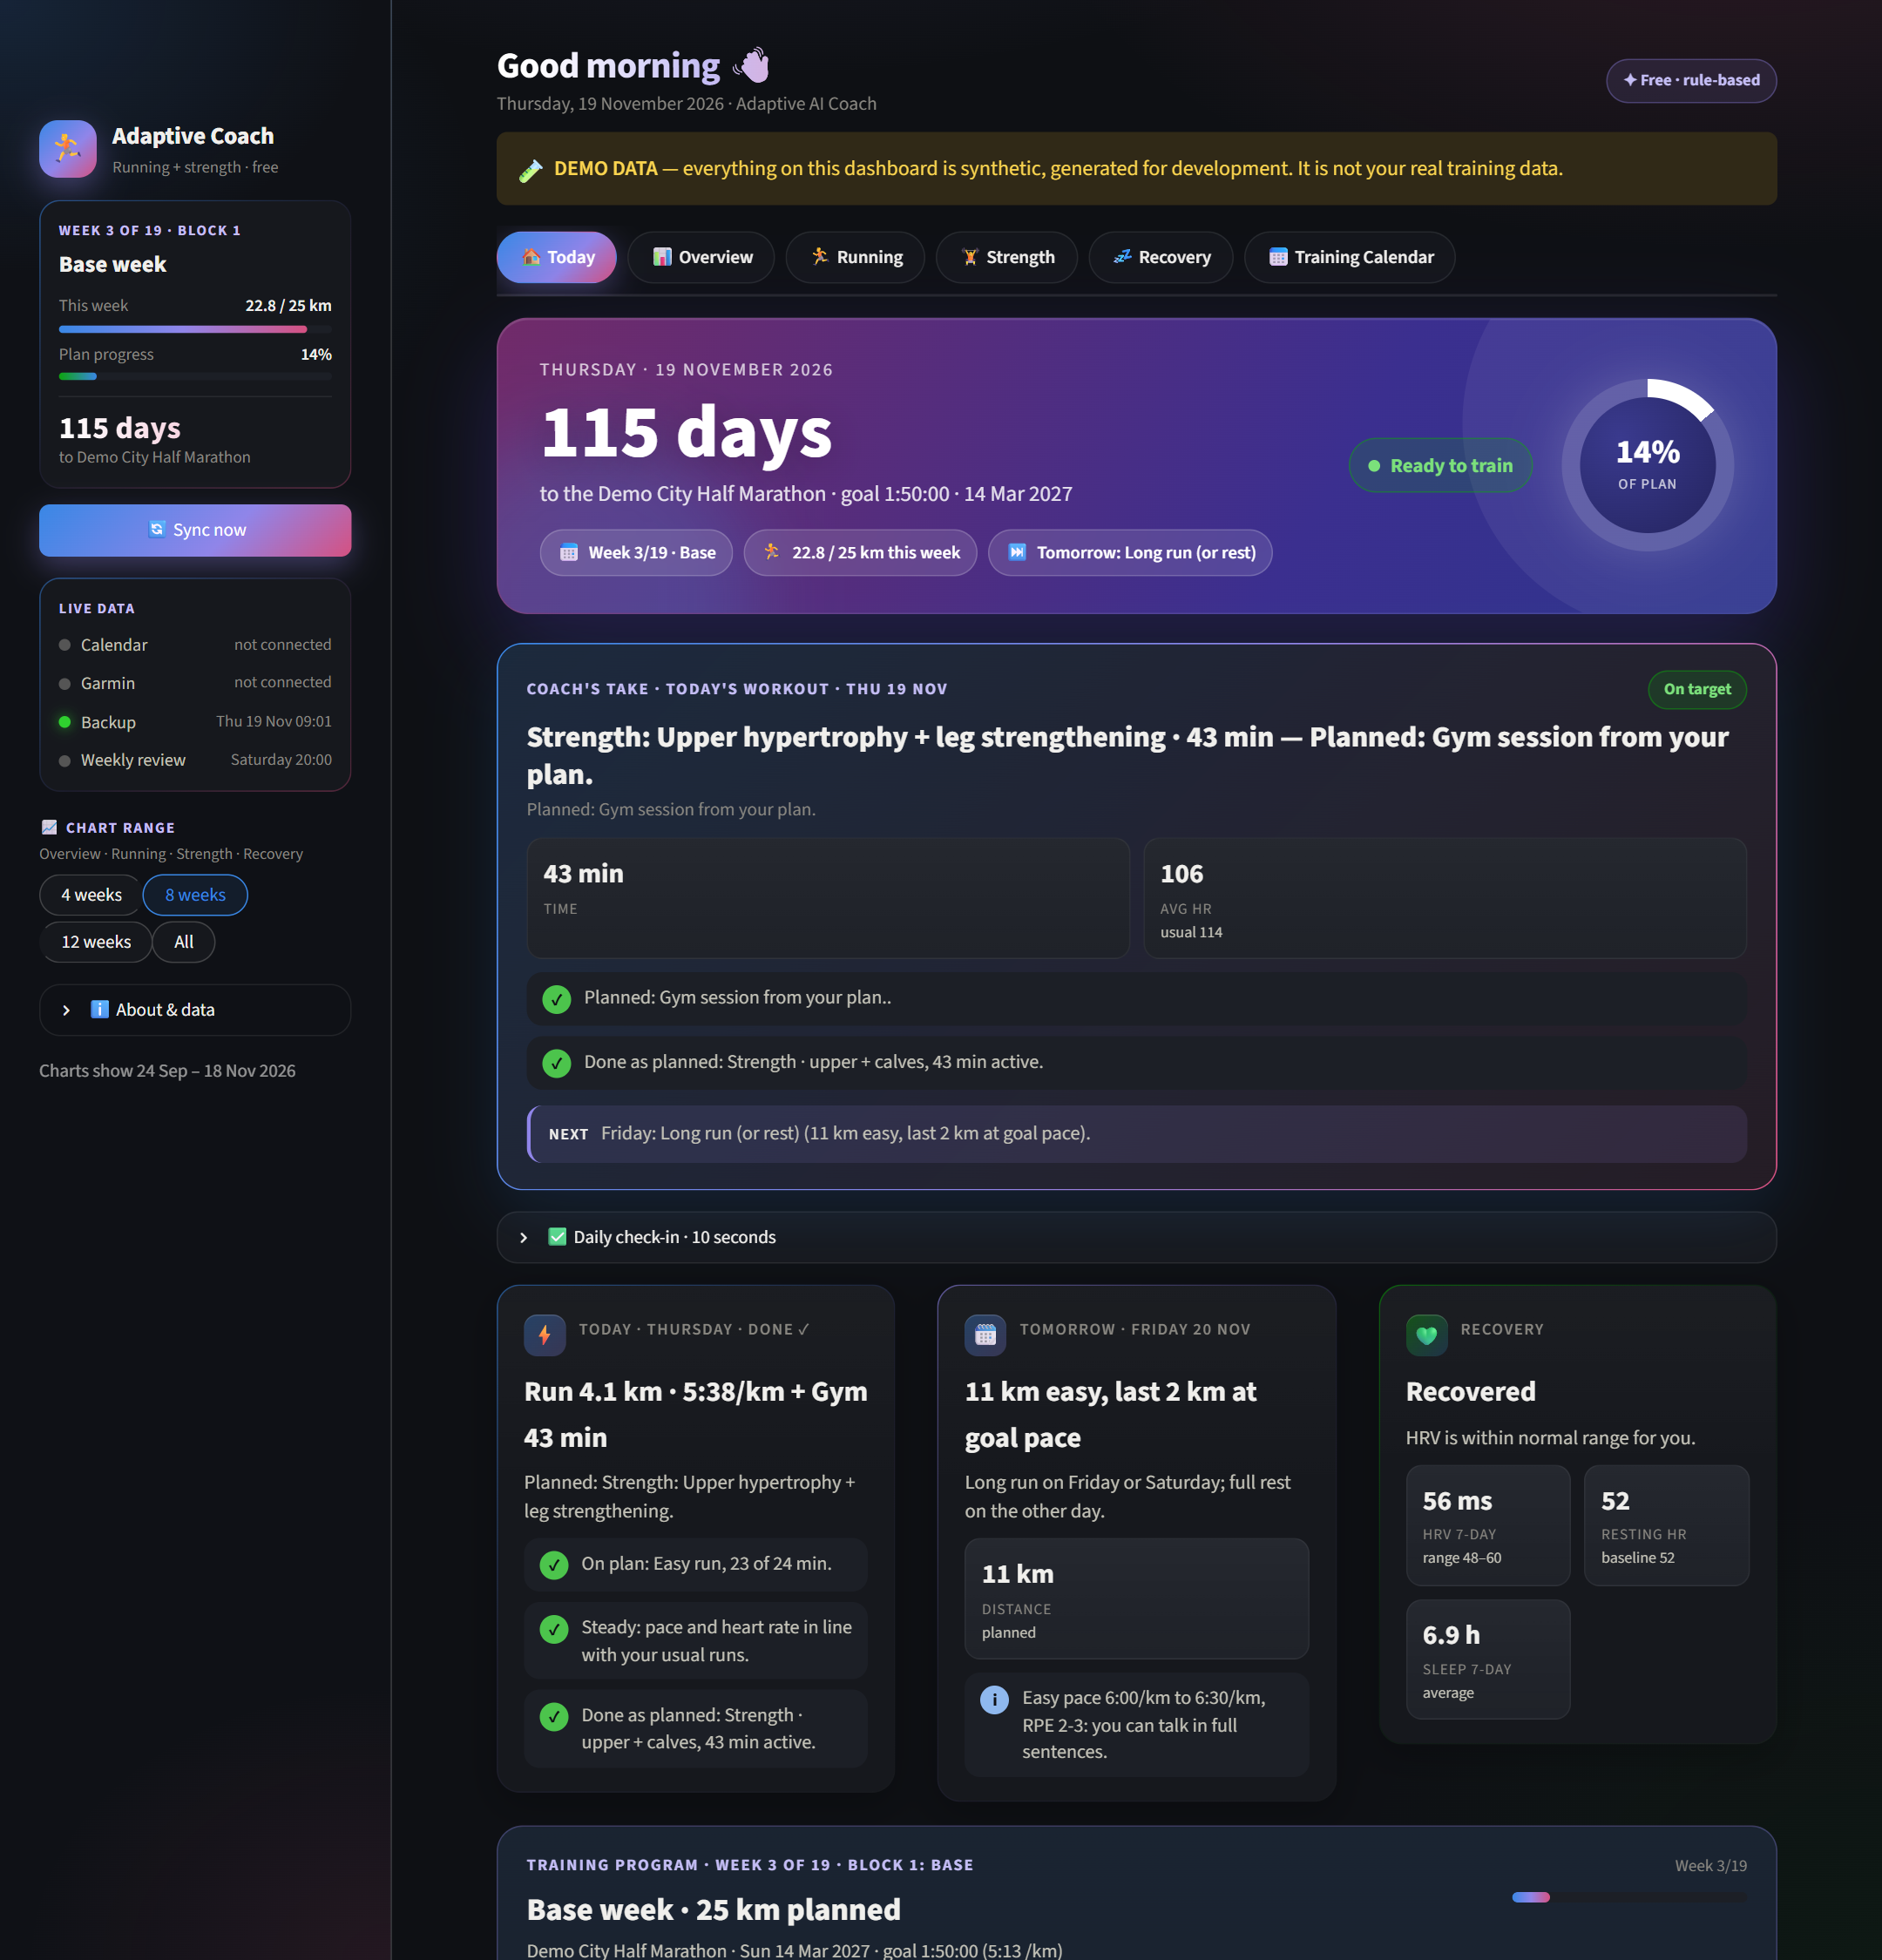 Adaptive Coach
Running + strength · free
WEEK 3 OF 19 · BLOCK 1
Base week
This week 22.8 / 25 km
Plan progress 14%
115 days
to Demo City Half Marathon
Sync now
LIVE DATA
Calendar not connected
Garmin not connected
Backup Thu 19 Nov 09:01
Weekly review Saturday 20:00
CHART RANGE
Overview · Running · Strength · Recovery
4 weeks 8 weeks
12 weeks All
About & data
Charts show 24 Sep – 18 Nov 2026
Good morning
Thursday, 19 November 2026 · Adaptive AI Coach
✦ Free · rule-based
DEMO DATA — everything on this dashboard is synthetic, generated for development. It is not your real training data.
Today Overview Running Strength Recovery Training Calendar
THURSDAY · 19 NOVEMBER 2026
115 days
to the Demo City Half Marathon · goal 1:50:00 · 14 Mar 2027
Week 3/19 · Base 22.8 / 25 km this week Tomorrow: Long run (or rest)
Ready to train
14%
OF PLAN
COACH'S TAKE · TODAY'S WORKOUT · THU 19 NOV
On target
Strength: Upper hypertrophy + leg strengthening · 43 min — Planned: Gym session from your
plan.
Planned: Gym session from your plan.
43 min
TIME
106
AVG HR
usual 114
Planned: Gym session from your plan..
Done as planned: Strength · upper + calves, 43 min active.
NEXT Friday: Long run (or rest) (11 km easy, last 2 km at goal pace).
Daily check-in · 10 seconds
TODAY · THURSDAY · DONE ✓
Run 4.1 km · 5:38/km + Gym
43 min
Planned: Strength: Upper hypertrophy +
leg strengthening.
On plan: Easy run, 23 of 24 min.
Steady: pace and heart rate in line
with your usual runs.
Done as planned: Strength ·
upper + calves, 43 min active.
TOMORROW · FRIDAY 20 NOV
11 km easy, last 2 km at
goal pace
Long run on Friday or Saturday; full rest
on the other day.
11 km
DISTANCE
planned
Easy pace 6:00/km to 6:30/km,
RPE 2-3: you can talk in full
sentences.
RECOVERY
Recovered
HRV is within normal range for you.
56 ms
HRV 7-DAY
range 48–60
52
RESTING HR
baseline 52
6.9 h
SLEEP 7-DAY
average
TRAINING PROGRAM · WEEK 3 OF 19 · BLOCK 1: BASE
Week 3/19
Base week · 25 km planned
Demo City Half Marathon · Sun 14 Mar 2027 · goal 1:50:00 (5:13 /km)